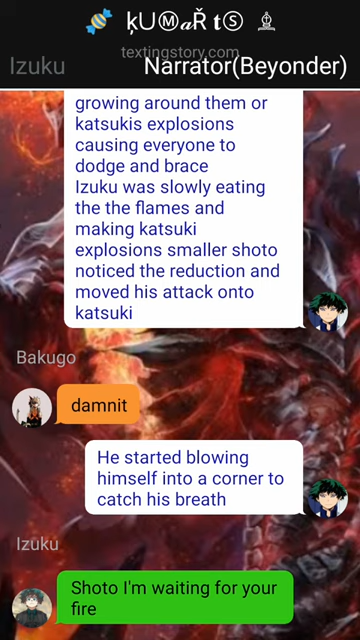 🍬 ķUⓂ𝓪Ř 𝐭Ⓢ ♗
textingstory.com
Izuku
Narrator(Beyonder)
growing around them or
katsukis explosions
causing everyone to
dodge and brace
Izuku was slowly eating
the the flames and
making katsuki
explosions smaller shoto
noticed the reduction and
moved his attack onto
katsuki
Bakugo
damnit
He started blowing
himself into a corner to
catch his breath
Izuku
Shoto I'm waiting for your
fire